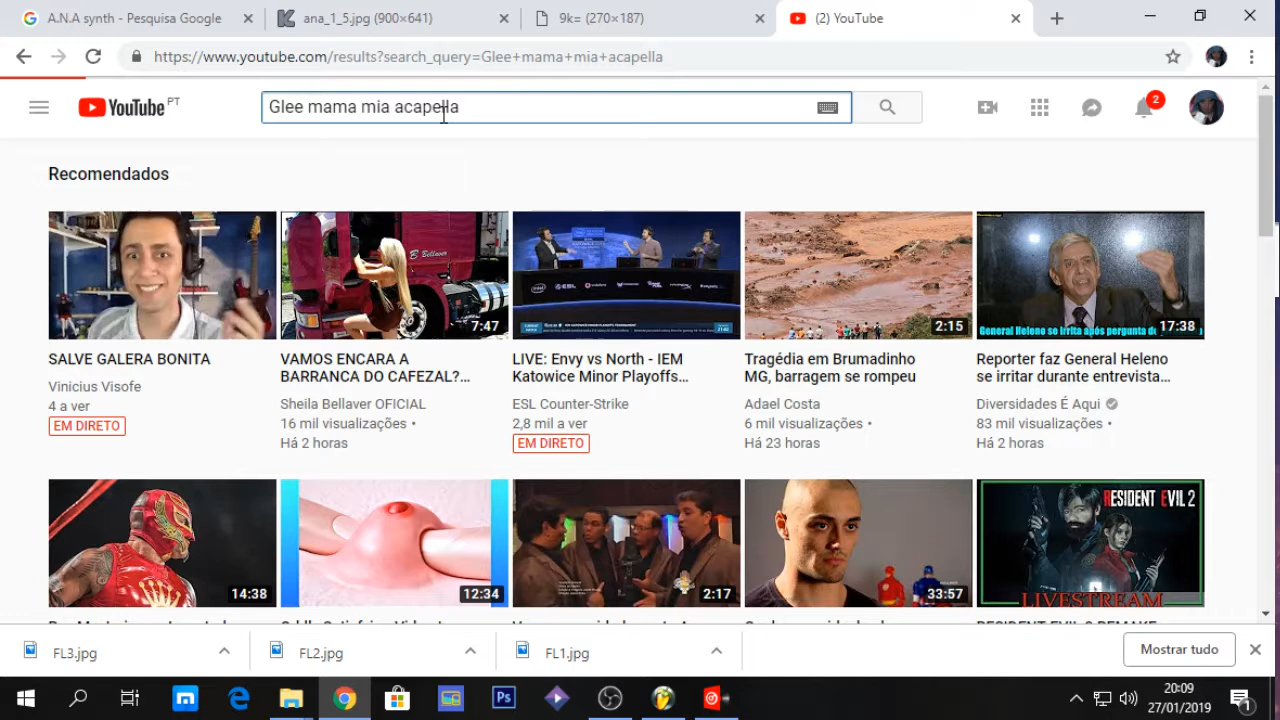 A.N.A synth - Pesquisa Google
ana_1_5.jpg (900×641)
9k= (270×187)
(2) YouTube
https://www.youtube.com/results?search_query=Glee+mama+mia+acapella
YouTube PT
Glee mama mia acapella
2
Recomendados
B. Bellaver
7:47
2:15
General Heleno se irrita após pergunta de
17:38
SALVE GALERA BONITA
Vinicius Visofe
4 a ver
EM DIRETO
VAMOS ENCARA A
BARRANCA DO CAFEZAL?...
Sheila Bellaver OFICIAL
16 mil visualizações •
Há 2 horas
LIVE: Envy vs North - IEM
Katowice Minor Playoffs...
ESL Counter-Strike
2,8 mil a ver
EM DIRETO
Tragédia em Brumadinho
MG, barragem se rompeu
Adael Costa
6 mil visualizações •
Há 23 horas
Reporter faz General Heleno
se irritar durante entrevista...
Diversidades É Aqui
83 mil visualizações •
Há 2 horas
14:38
12:34
2:17
33:57
RESIDENT EVIL 2
LIVESTREAM
FL3.jpg
FL2.jpg
FL1.jpg
Mostrar tudo
Ps
20:09
27/01/2019
1